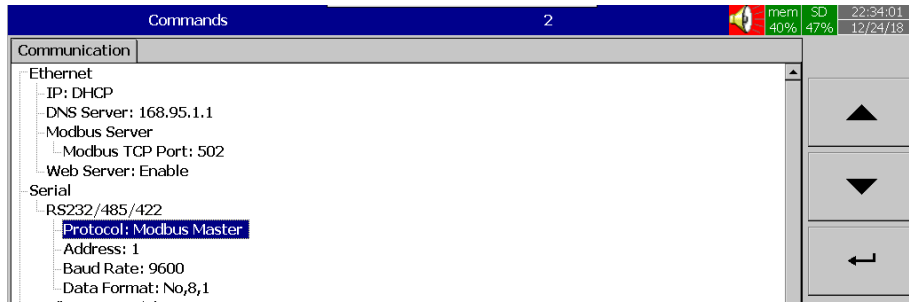 Commands 2 mem 40% SD 47% 22:34:01 12/24/18
Communication
Ethernet
IP: DHCP
DNS Server: 168.95.1.1
Modbus Server
Modbus TCP Port: 502
Web Server: Enable
Serial
RS232/485/422
Protocol: Modbus Master
Address: 1
Baud Rate: 9600
Data Format: No,8,1